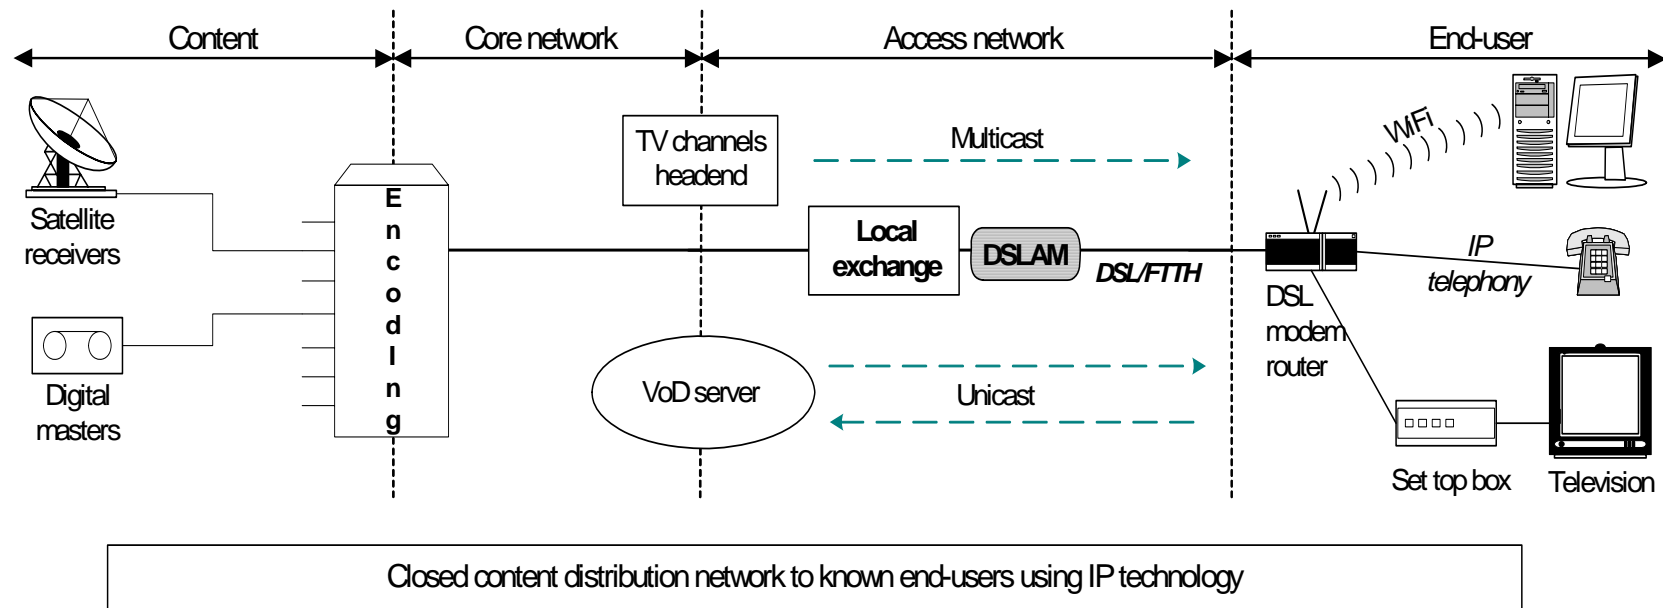 Content
Core network
Access network
End-user
Satellite
receivers
Digital
masters
E
n
c
o
d
I
n
g
TV channels
headend
VoD server
Multicast
Local
exchange
DSLAM
DSL/FTTH
Unicast
WiFi
DSL
modem
router
IP
telephony
Set top box
Television
Closed content distribution network to known end-users using IP technology